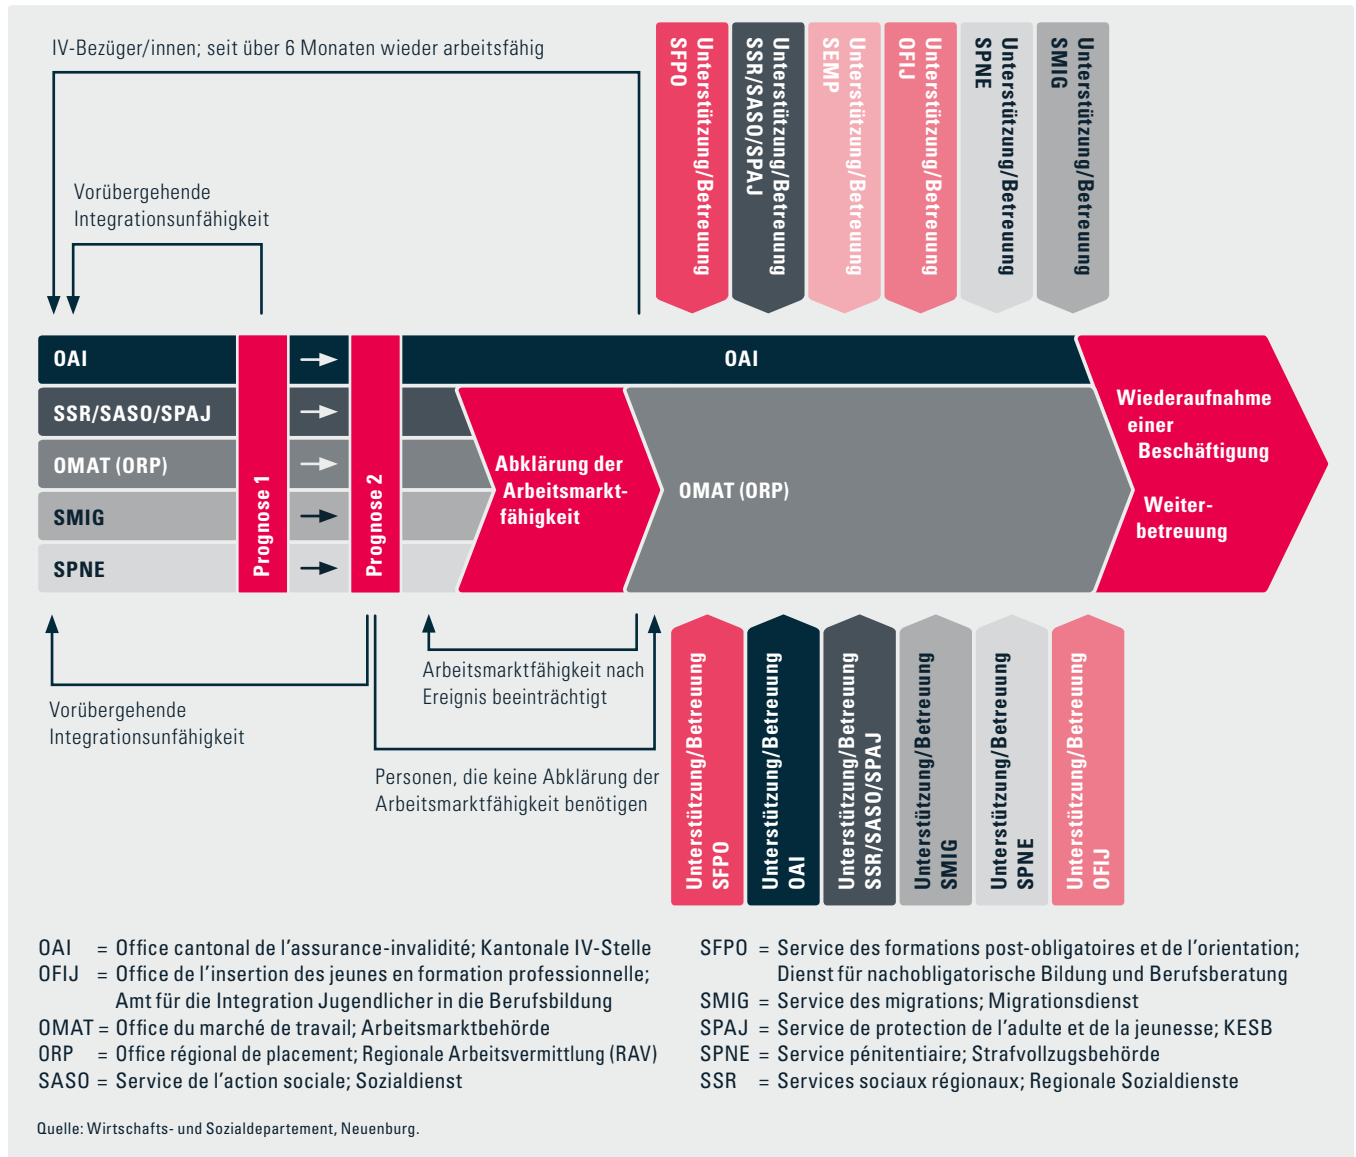 IV-Bezüger/innen; seit über 6 Monaten wieder arbeitsfähig
Vorübergehende
Integrationsunfähigkeit
Unterstützung/Betreuung
SFPO
Unterstützung/Betreuung
SSR/SASO/SPAJ
Unterstützung/Betreuung
SEMP
Unterstützung/Betreuung
OFIJ
Unterstützung/Betreuung
SPNE
Unterstützung/Betreuung
SMIG
OAI
SSR/SASO/SPAJ
OMAT (ORP)
SMIG
SPNE
Prognose 1
Prognose 2
OAI
Abklärung der
Arbeitsmarkt-
fähigkeit
OMAT (ORP)
Wiederaufnahme
einer
Beschäftigung
Weiter-
betreuung
Vorübergehende
Integrationsunfähigkeit
Arbeitsmarktfähigkeit nach
Ereignis beeinträchtigt
Personen, die keine Abklärung der
Arbeitsmarktfähigkeit benötigen
Unterstützung/Betreuung
SFPO
Unterstützung/Betreuung
OAI
Unterstützung/Betreuung
SSR/SASO/SPAJ
Unterstützung/Betreuung
SMIG
Unterstützung/Betreuung
SPNE
Unterstützung/Betreuung
OFIJ
OAI = Office cantonal de l'assurance-invalidité; Kantonale IV-Stelle
OFIJ = Office de l'insertion des jeunes en formation professionnelle;
Amt für die Integration Jugendlicher in die Berufsbildung
OMAT = Office du marché de travail; Arbeitsmarktbehörde
ORP = Office régional de placement; Regionale Arbeitsvermittlung (RAV)
SASO = Service de l'action sociale; Sozialdienst
SFPO = Service des formations post-obligatoires et de l'orientation;
Dienst für nachobligatorische Bildung und Berufsberatung
SMIG = Service des migrations; Migrationsdienst
SPAJ = Service de protection de l'adulte et de la jeunesse; KESB
SPNE = Service pénitentiaire; Strafvollzugsbehörde
SSR = Services sociaux régionaux; Regionale Sozialdienste
Quelle: Wirtschafts- und Sozialdepartement, Neuenburg.